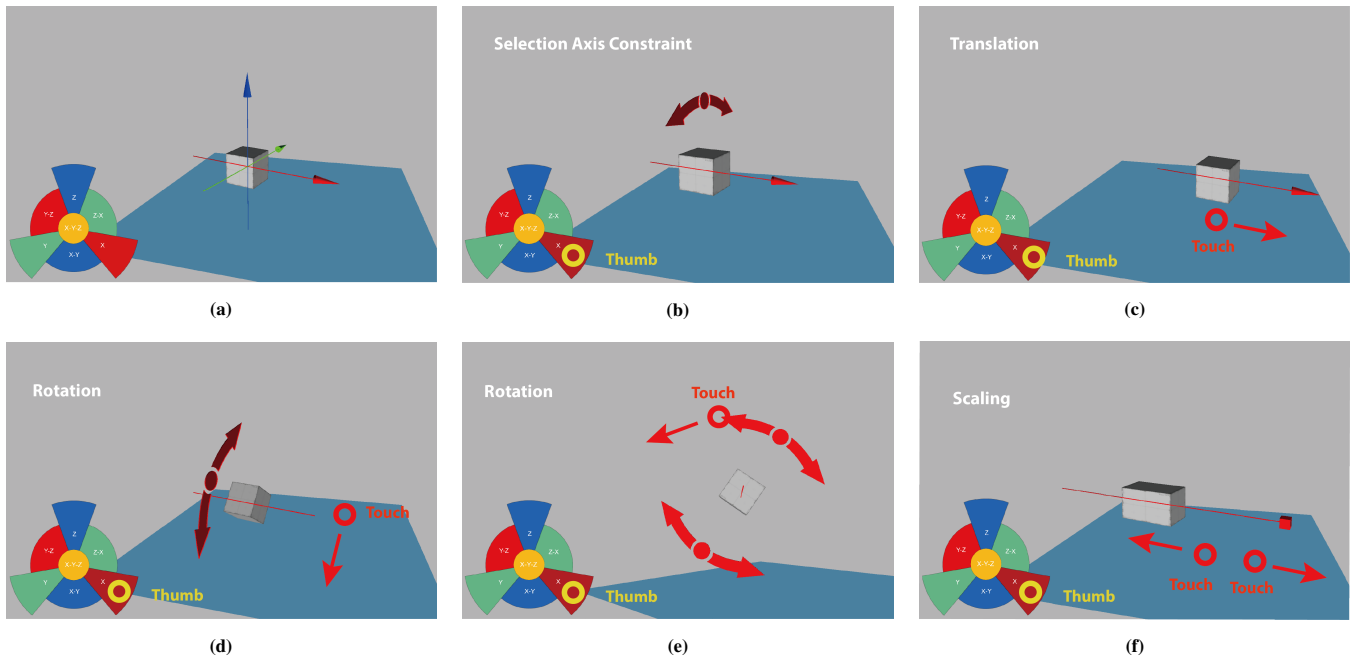 Z
Y-Z
Z-X
X-Y-Z
Y
X
X-Y
(a)
Selection Axis Constraint
Z
Y-Z
Z-X
X-Y-Z
Y
X
X-Y
Thumb
(b)
Translation
Touch
Z
Y-Z
Z-X
X-Y-Z
Y
X
X-Y
Thumb
(c)
Rotation
Touch
Z
Y-Z
Z-X
X-Y-Z
Y
X
X-Y
Thumb
(d)
Rotation
Touch
Z
Y-Z
Z-X
X-Y-Z
Y
X
X-Y
Thumb
(e)
Scaling
Touch
Touch
Z
Y-Z
Z-X
X-Y-Z
Y
X
X-Y
Thumb
(f)